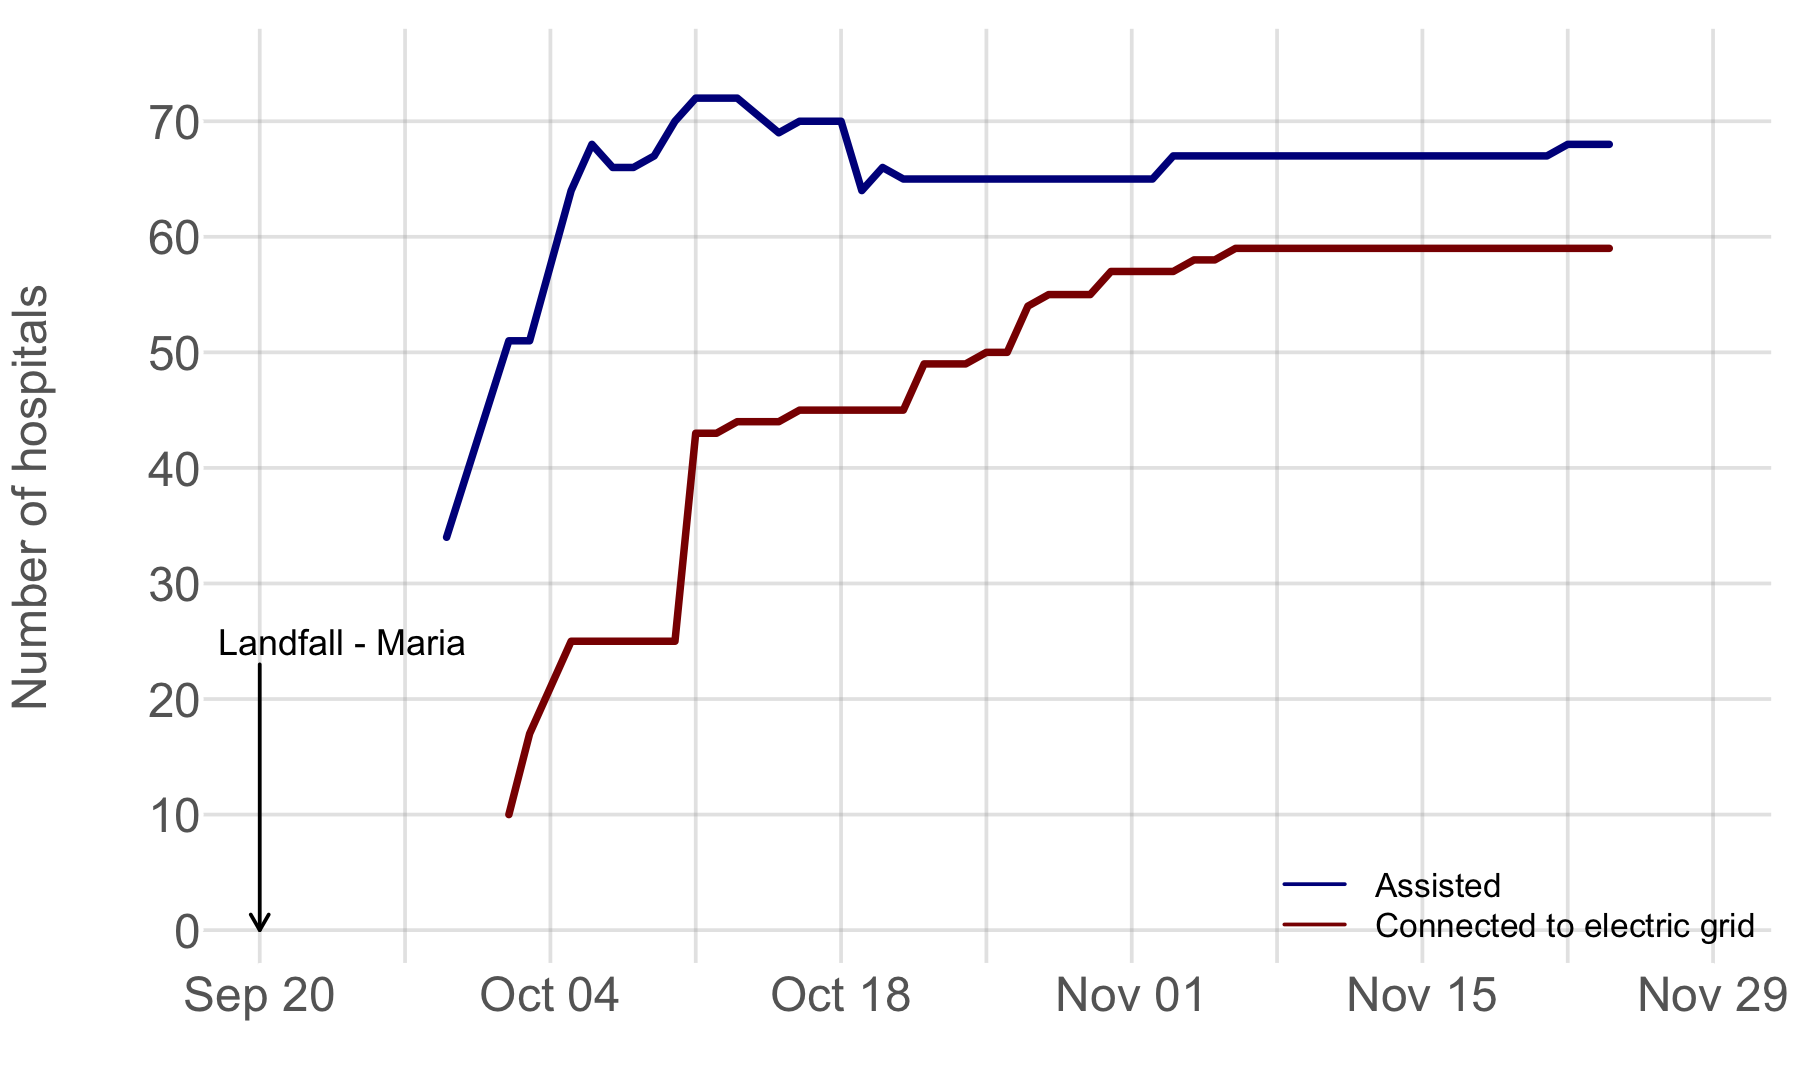 Number of hospitals
70
60
50
40
30
20
10
0
Landfall - Maria
Assisted
Connected to electric grid
Sep 20
Oct 04
Oct 18
Nov 01
Nov 15
Nov 29